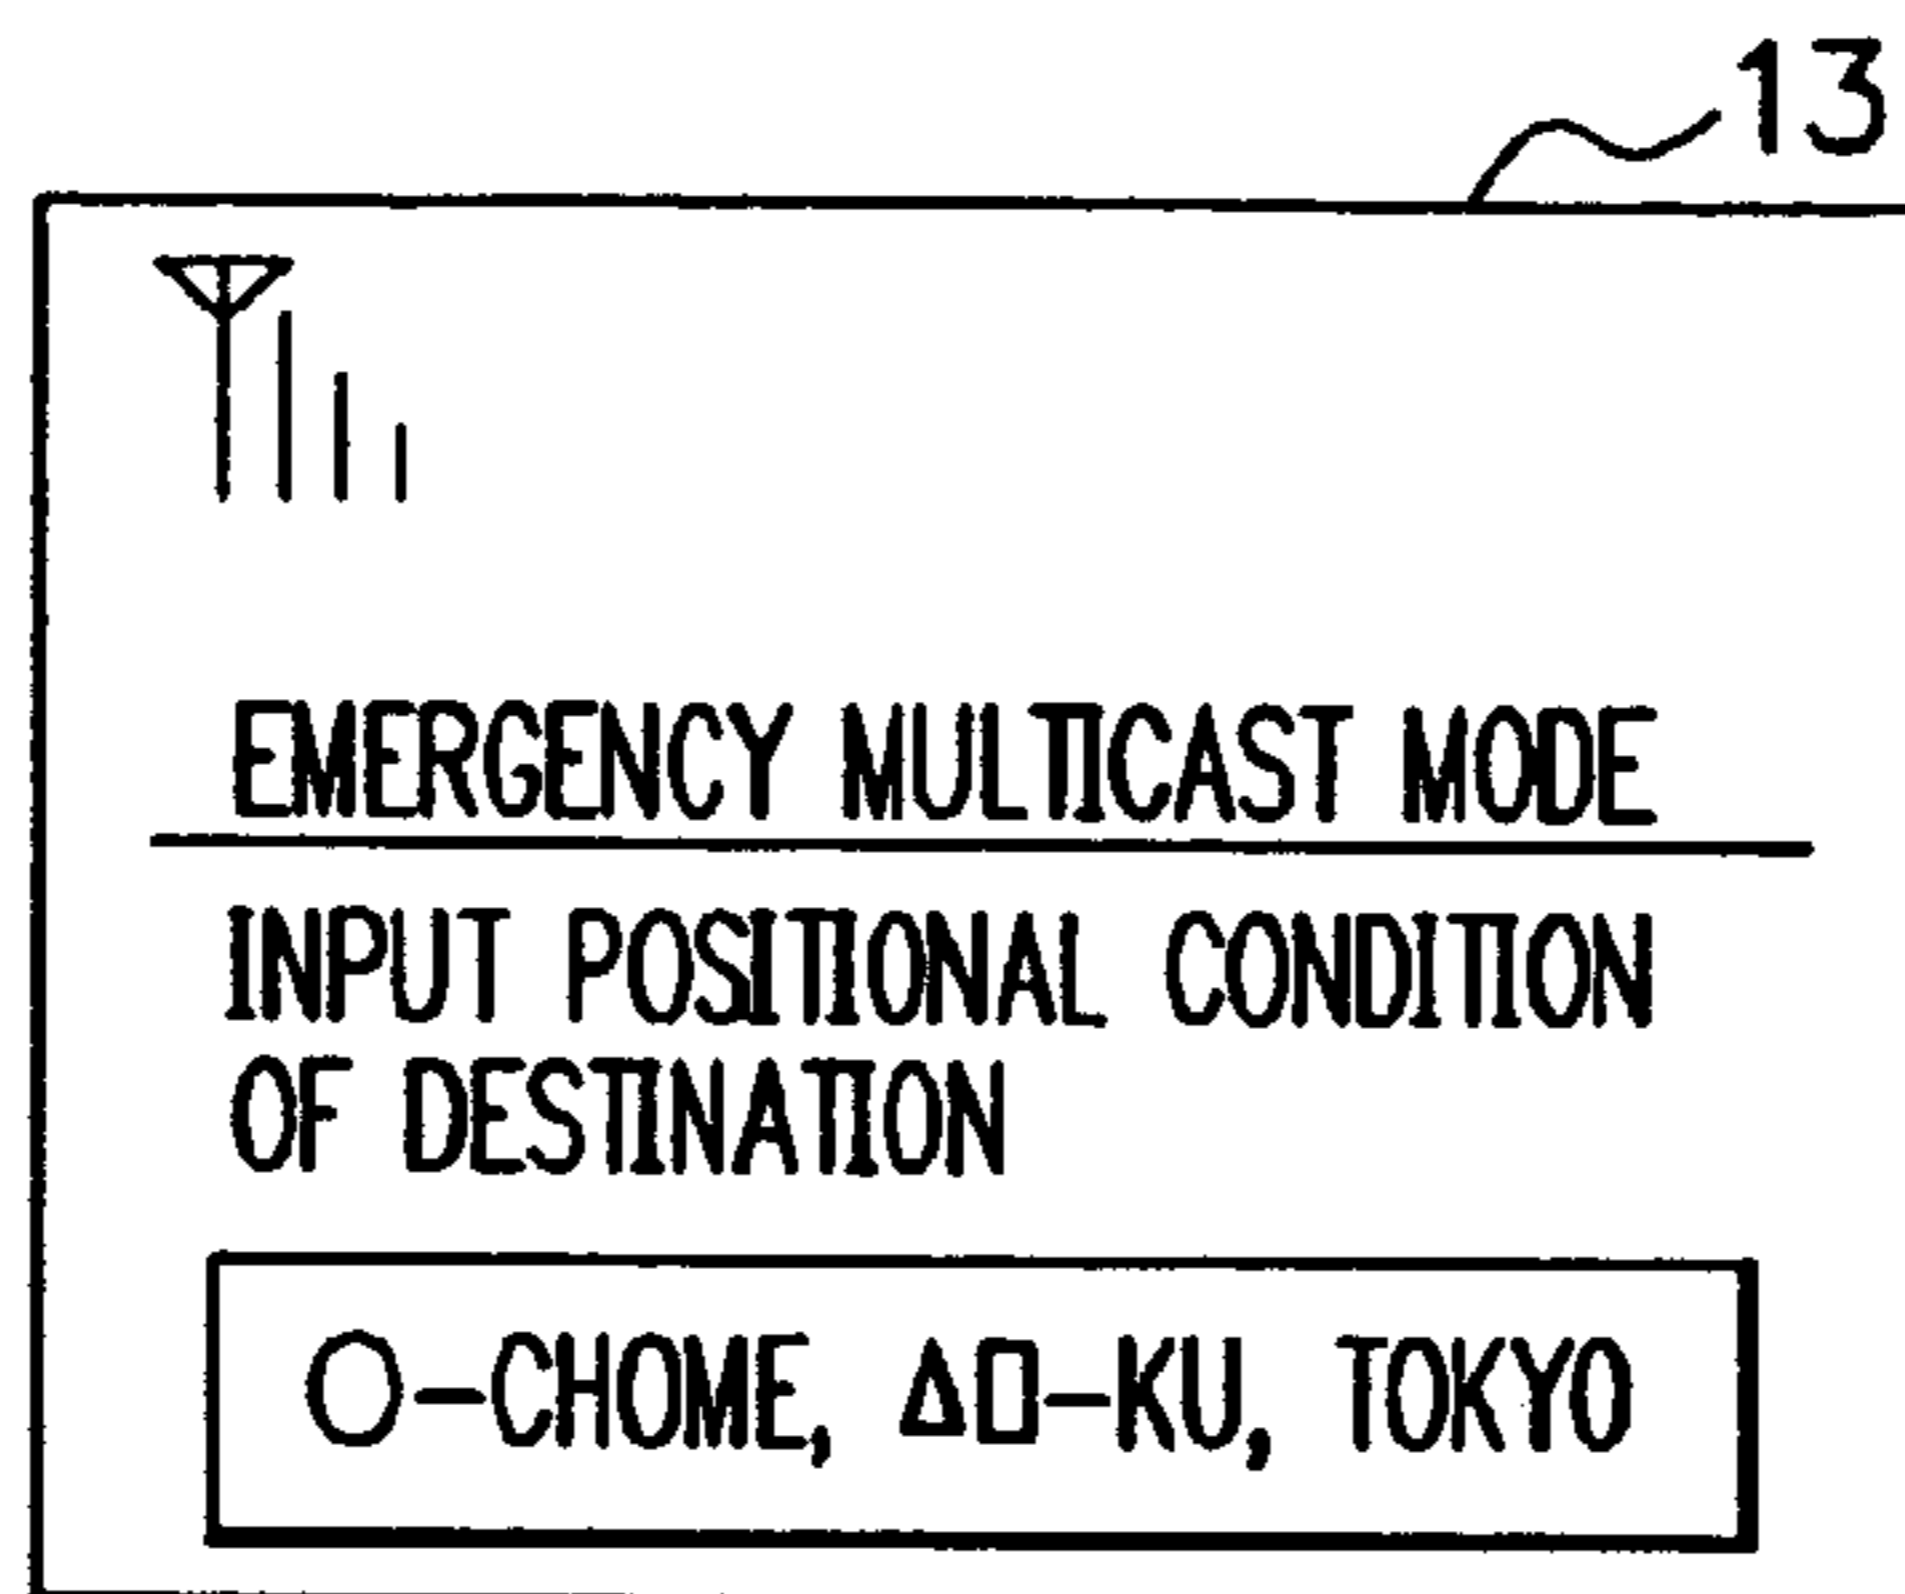 13
EMERGENCY MULTICAST MODE
INPUT POSITIONAL CONDITION
OF DESTINATION
○-CHOME, △□-KU, TOKYO